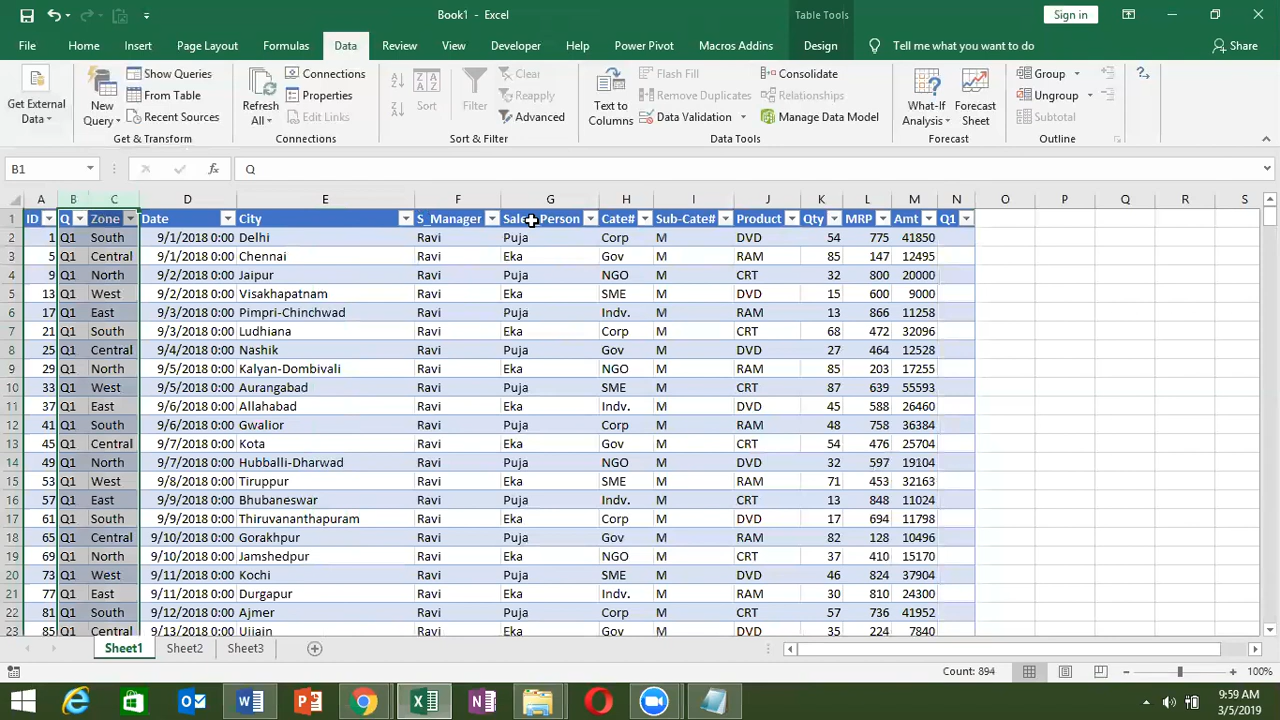 Book1 - Excel
Table Tools
Sign in
File Home Insert Page Layout Formulas Data Review View Developer Help Power Pivot Macros Addins Design Tell me what you want to do Share
Get External Data
New Query
Show Queries
From Table
Recent Sources
Get & Transform
Refresh All
Connections
Properties
Edit Links
Connections
Sort
Filter
Clear
Reapply
Advanced
Sort & Filter
Text to Columns
Flash Fill
Remove Duplicates
Data Validation
Consolidate
Relationships
Manage Data Model
Data Tools
What-If Analysis
Forecast Sheet
Forecast
Group
Ungroup
Subtotal
Outline
B1 fx Q
A B C D E F G H I J K L M N O P Q R S
1 ID Q Zone Date City S_Manager Sale Person Cate# Sub-Cate# Product Qty MRP Amt Q1
2 1 Q1 South 9/1/2018 0:00 Delhi Ravi Puja Corp M DVD 54 775 41850
3 5 Q1 Central 9/1/2018 0:00 Chennai Ravi Eka Gov M RAM 85 147 12495
4 9 Q1 North 9/2/2018 0:00 Jaipur Ravi Puja NGO M CRT 32 800 20000
5 13 Q1 West 9/2/2018 0:00 Visakhapatnam Ravi Eka SME M DVD 15 600 9000
6 17 Q1 East 9/3/2018 0:00 Pimpri-Chinchwad Ravi Puja Indv. M RAM 13 866 11258
7 21 Q1 South 9/3/2018 0:00 Ludhiana Ravi Eka Corp M CRT 68 472 32096
8 25 Q1 Central 9/4/2018 0:00 Nashik Ravi Puja Gov M DVD 27 464 12528
9 29 Q1 North 9/5/2018 0:00 Kalyan-Dombivali Ravi Eka NGO M RAM 85 203 17255
10 33 Q1 West 9/5/2018 0:00 Aurangabad Ravi Puja SME M CRT 87 639 55593
11 37 Q1 East 9/6/2018 0:00 Allahabad Ravi Eka Indv. M DVD 45 588 26460
12 41 Q1 South 9/6/2018 0:00 Gwalior Ravi Puja Corp M RAM 48 758 36384
13 45 Q1 Central 9/7/2018 0:00 Kota Ravi Eka Gov M CRT 54 476 25704
14 49 Q1 North 9/7/2018 0:00 Hubballi-Dharwad Ravi Puja NGO M DVD 32 597 19104
15 53 Q1 West 9/8/2018 0:00 Tiruppur Ravi Eka SME M RAM 71 453 32163
16 57 Q1 East 9/9/2018 0:00 Bhubaneswar Ravi Puja Indv. M CRT 13 848 11024
17 61 Q1 South 9/9/2018 0:00 Thiruvananthapuram Ravi Eka Corp M DVD 17 694 11798
18 65 Q1 Central 9/10/2018 0:00 Gorakhpur Ravi Puja Gov M RAM 82 128 10496
19 69 Q1 North 9/10/2018 0:00 Jamshedpur Ravi Eka NGO M CRT 37 410 15170
20 73 Q1 West 9/11/2018 0:00 Kochi Ravi Puja SME M DVD 46 824 37904
21 77 Q1 East 9/11/2018 0:00 Durgapur Ravi Eka Indv. M RAM 30 810 24300
22 81 Q1 South 9/12/2018 0:00 Ajmer Ravi Puja Corp M CRT 57 736 41952
23 85 Q1 Central 9/13/2018 0:00 Ujjain Ravi Eka Gov M DVD 35 224 7840
Sheet1 Sheet2 Sheet3
Count: 894 100%
9:59 AM
3/5/2019